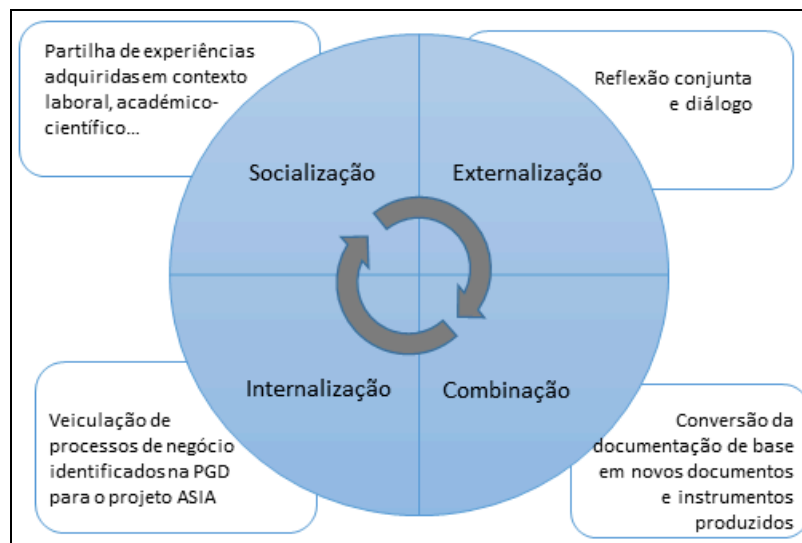 Partilha de experiências
adquiridas em contexto
laboral, académico-
científico...
Reflexão conjunta
e diálogo
Socialização
Externalização
Internalização
Combinação
Veiculação de
processos de negócio
identificados na PGD
para o projeto ASIA
Conversão da
documentação de base
em novos documentos
e instrumentos
produzidos